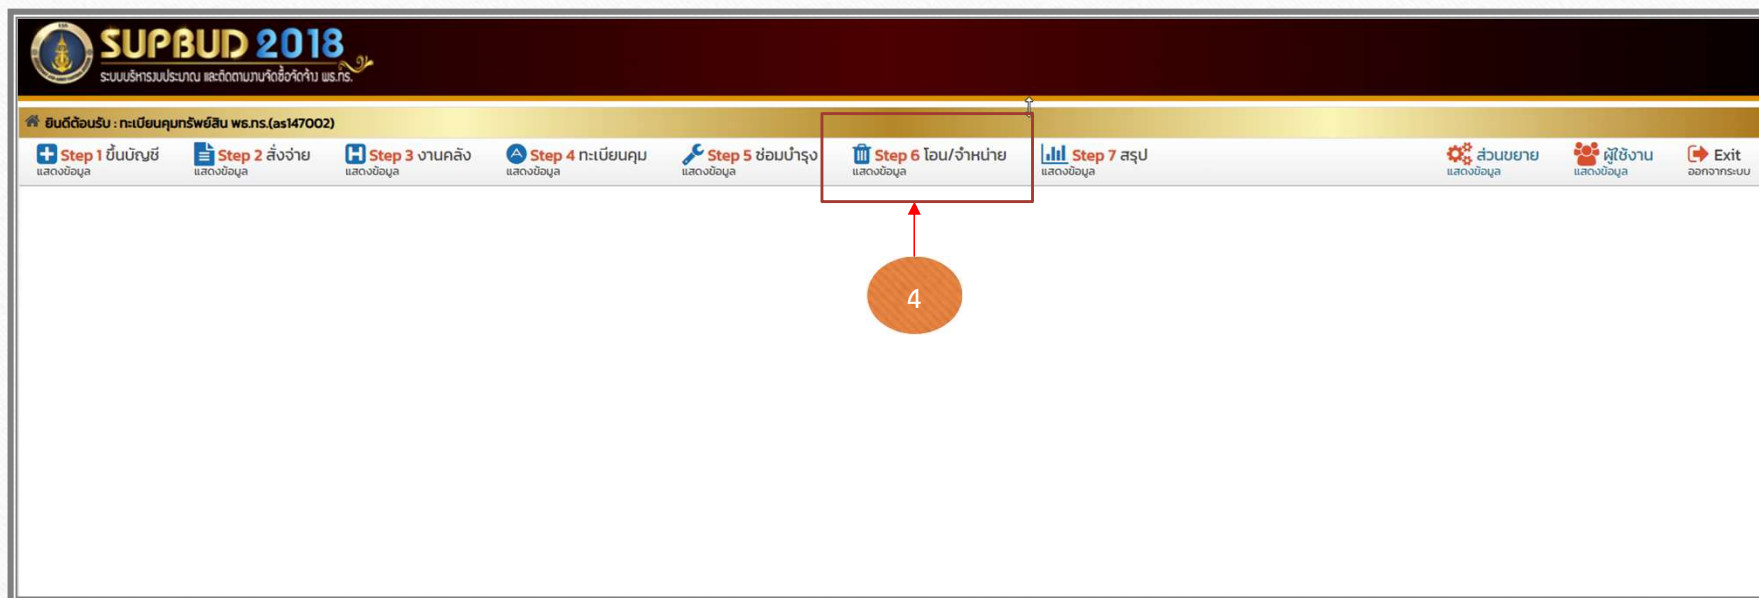 SUPBUD 2018
ระบบบริหารงบประมาณ และติดตามงานจัดซื้อจัดจ้าง พธ.ทร.
ยินดีต้อนรับ : ทะเบียนคุมทรัพย์สิน พธ.ทร.(as147002)
Step 1 ขึ้นบัญชี Step 2 สั่งจ่าย Step 3 งานคลัง Step 4 ทะเบียนคุม Step 5 ซ่อมบำรุง Step 6 โอน/จำหน่าย Step 7 สรุป ส่วนขยาย ผู้ใช้งาน Exit
แสดงข้อมูล แสดงข้อมูล แสดงข้อมูล แสดงข้อมูล แสดงข้อมูล แสดงข้อมูล แสดงข้อมูล แสดงข้อมูล แสดงข้อมูล ออกจากระบบ
4